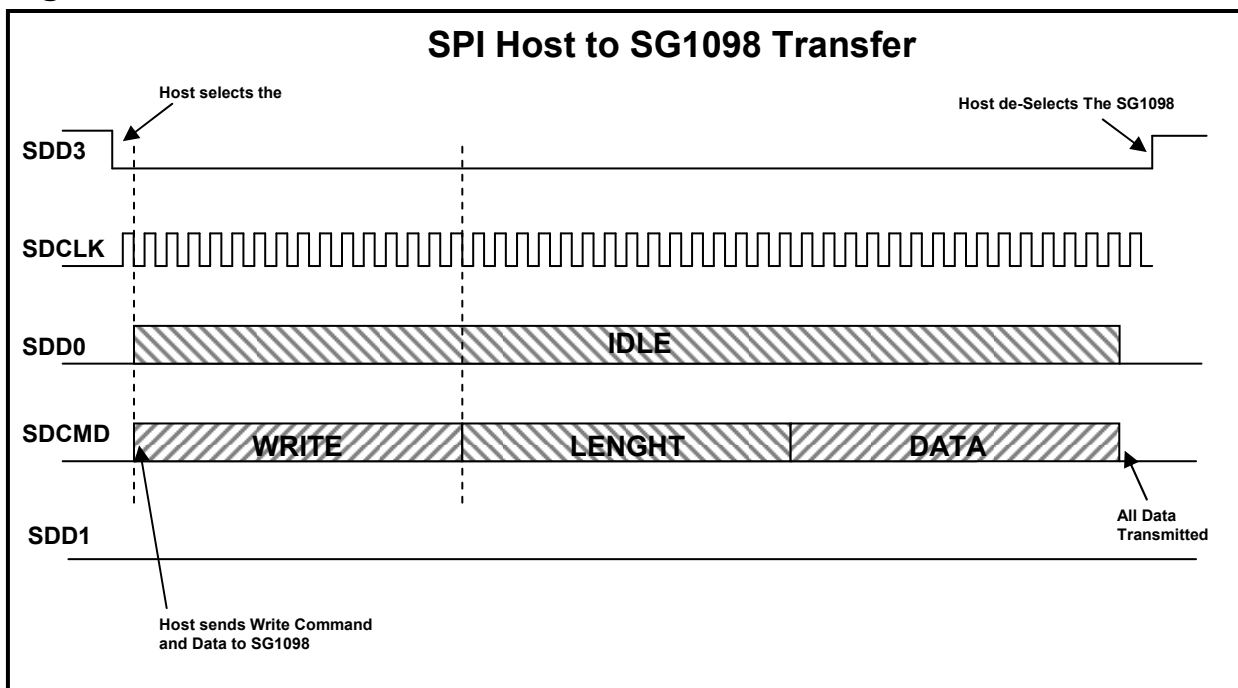 SPI Host to SG1098 Transfer
Host selects the
Host de-Selects The SG1098
SDD3
SDCLK
SDD0
IDLE
SDCMD
WRITE
LENGHT
DATA
All Data
Transmitted
SDD1
Host sends Write Command
and Data to SG1098